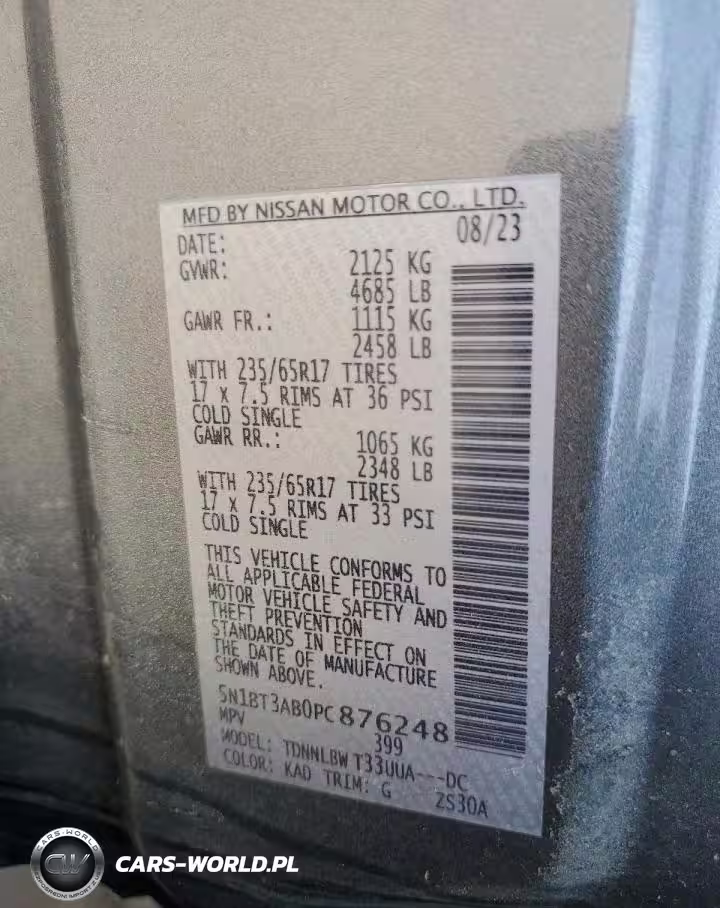 MFD BY NISSAN MOTOR CO., LTD.
DATE: 08/23
GVWR: 2125 KG
4685 LB
GAWR FR.: 1115 KG
2458 LB
WITH 235/65R17 TIRES
17 X 7.5 RIMS AT 36 PSI
COLD SINGLE
GAWR RR.: 1065 KG
2348 LB
WITH 235/65R17 TIRES
17 X 7.5 RIMS AT 33 PSI
COLD SINGLE
THIS VEHICLE CONFORMS TO
ALL APPLICABLE FEDERAL
MOTOR VEHICLE SAFETY AND
THEFT PREVENTION
STANDARDS IN EFFECT ON
THE DATE OF MANUFACTURE
SHOWN ABOVE.
5N1BT3AB0PC876248
MPV 399
MODEL: TDNNLBW T33UUA---DC
COLOR: KAD TRIM: G ZS30A
CARS-WORLD
CW
CARS-WORLD.PL